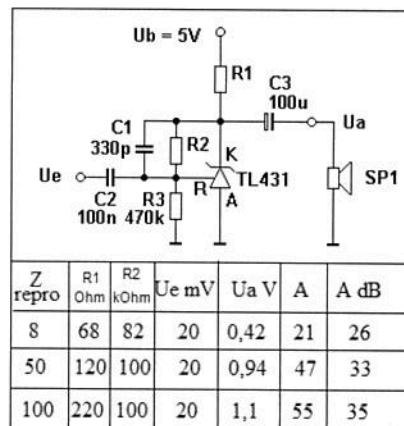 Ub = 5V
R1
C3
100u
Ua
C1
330p
R2
K
TL431
SP1
Ue
R
A
C2
100n
R3
470k
Z repro R1 Ohm R2 kOhm Ue mV Ua V A A dB
8 68 82 20 0,42 21 26
50 120 100 20 0,94 47 33
100 220 100 20 1,1 55 35